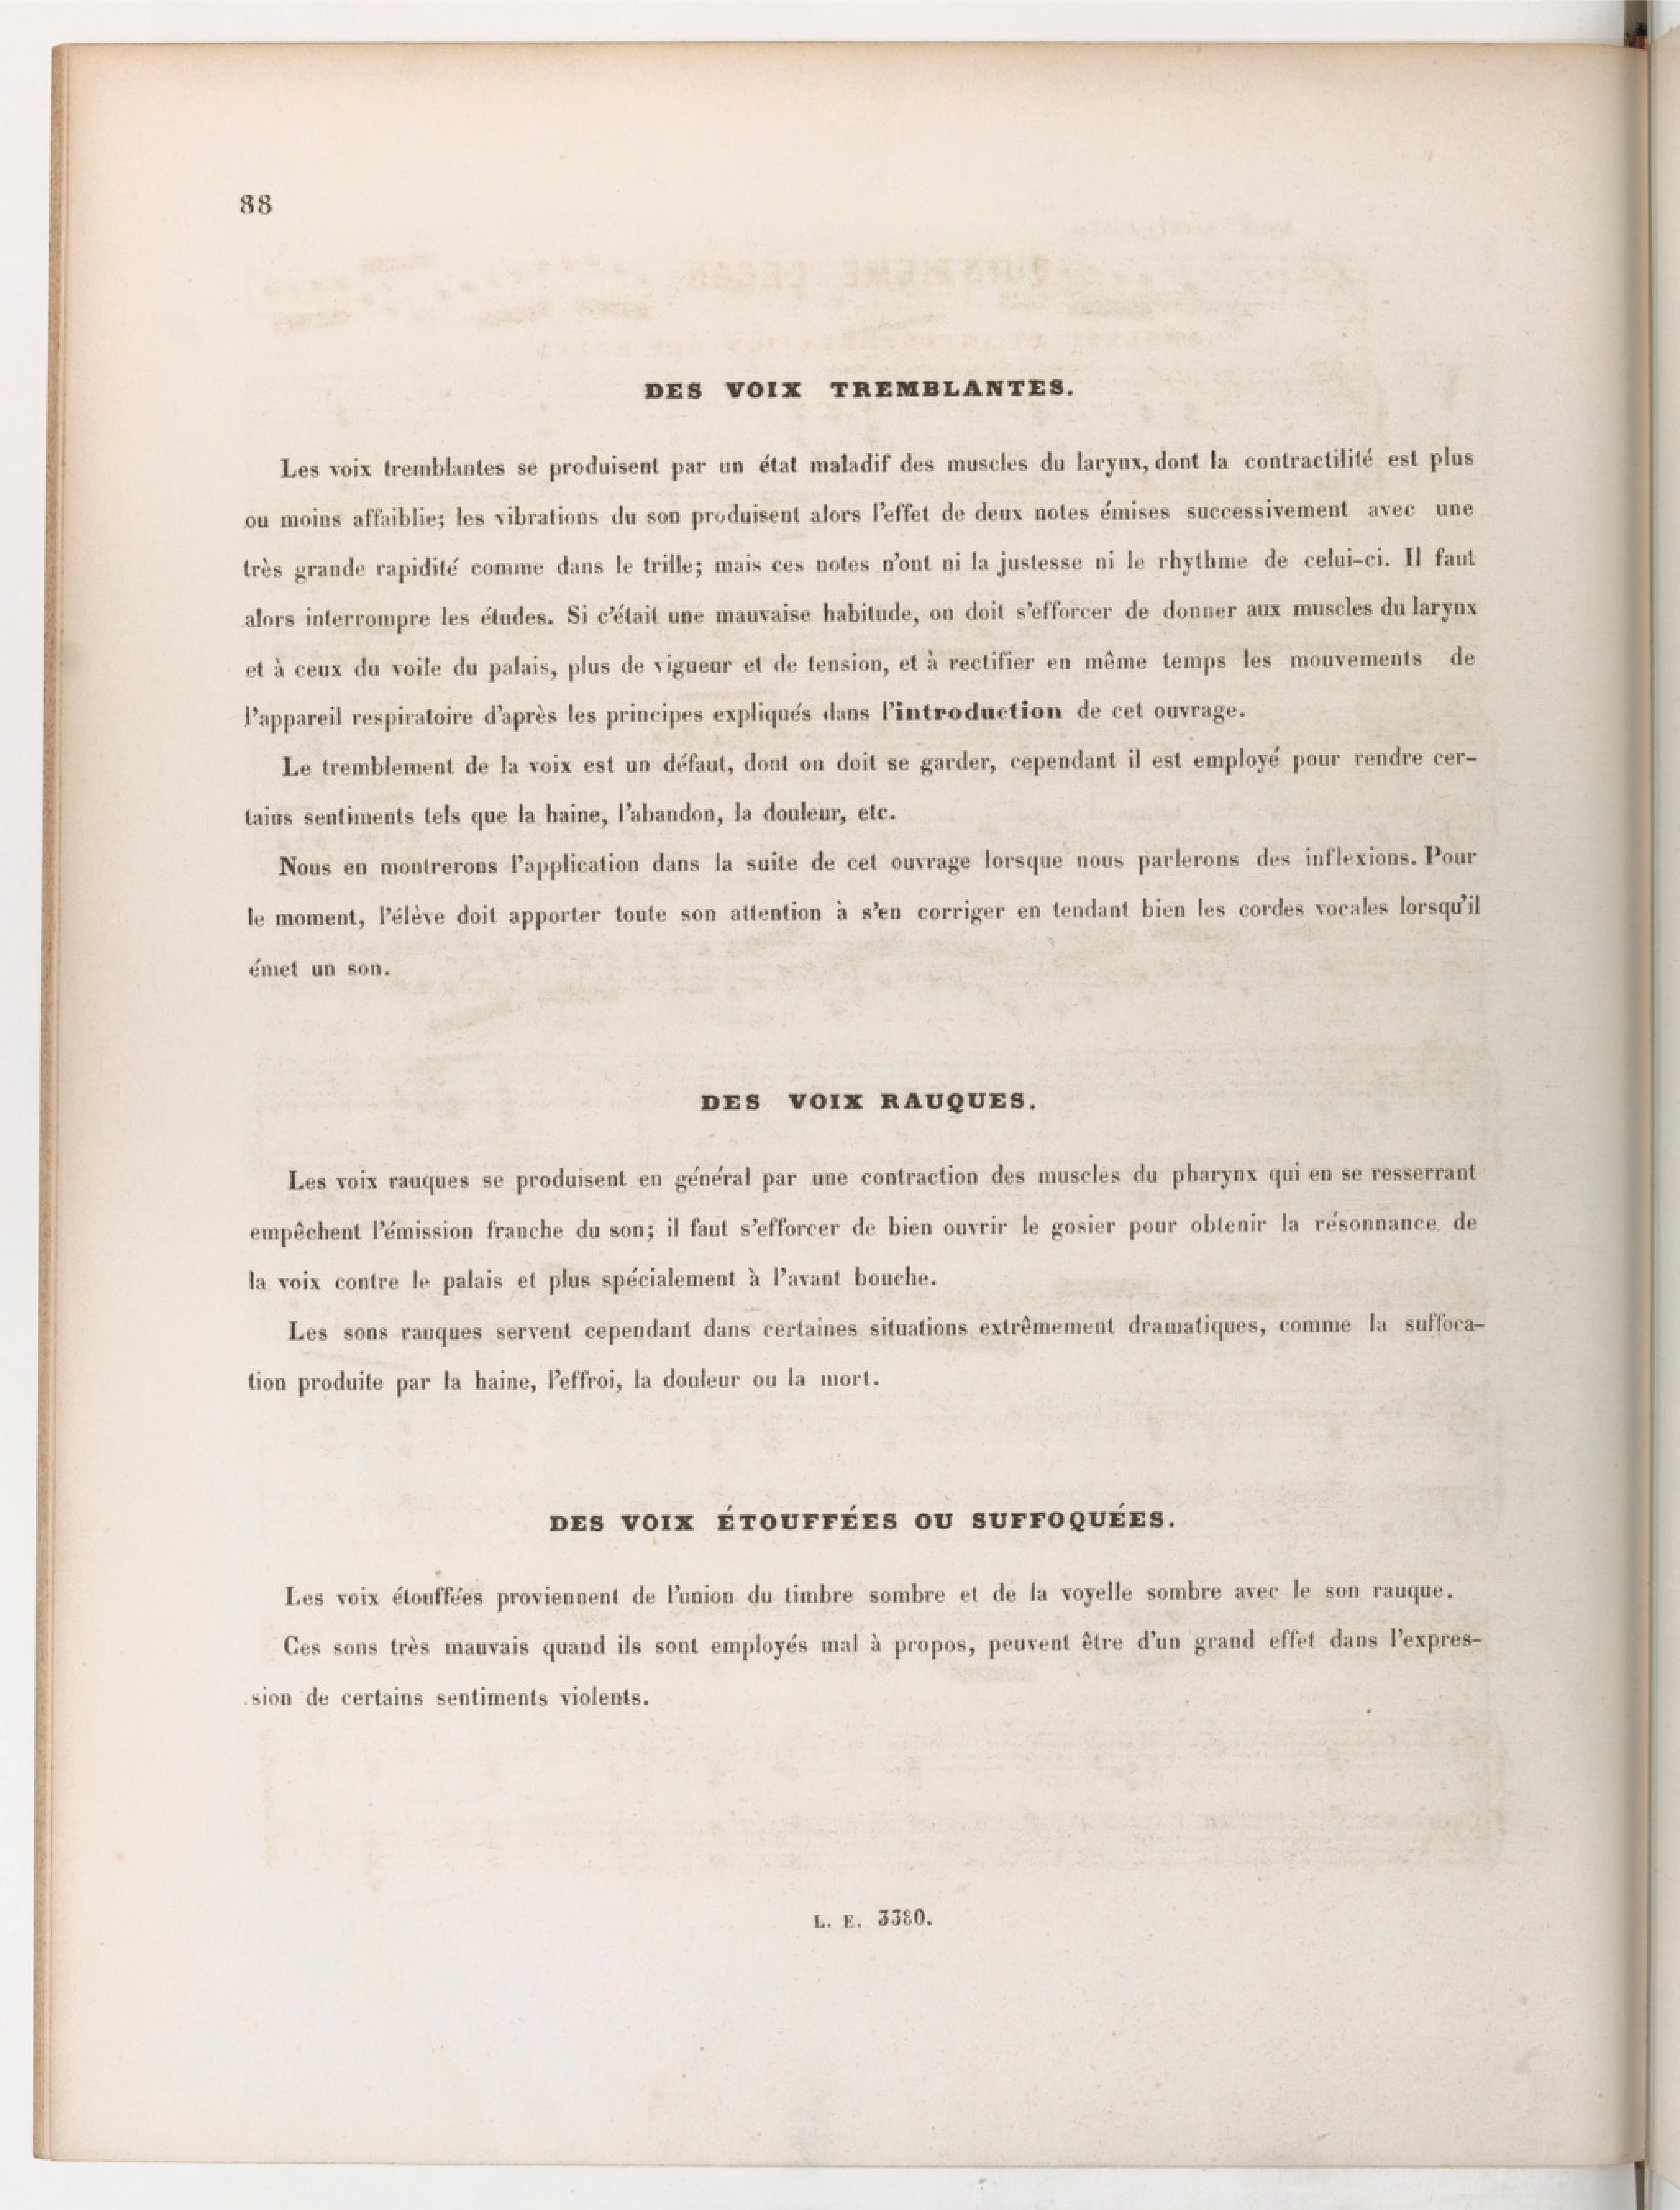 88
DES VOIX TREMBLANTES.
Les voix tremblantes se produisent par un état maladif des muscles du larynx, dont la contractilité est plus
ou moins affaiblie; les vibrations du son produisent alors l'effet de deux notes émises successivement avec une
très grande rapidité comme dans le trille; mais ces notes n'ont ni la justesse ni le rhythme de celui-ci. Il faut
alors interrompre les études. Si c'était une mauvaise habitude, on doit s'efforcer de donner aux muscles du larynx
et à ceux du voile du palais, plus de vigueur et de tension, et à rectifier en même temps les mouvements de
l'appareil respiratoire d'après les principes expliqués dans l'introduction de cet ouvrage.
Le tremblement de la voix est un défaut, dont on doit se garder, cependant il est employé pour rendre cer-
tains sentiments tels que la haine, l'abandon, la douleur, etc.
Nous en montrerons l'application dans la suite de cet ouvrage lorsque nous parlerons des inflexions. Pour
le moment, l'élève doit apporter toute son attention à s'en corriger en tendant bien les cordes vocales lorsqu'il
émet un son.
DES VOIX RAUQUES.
Les voix rauques se produisent en général par une contraction des muscles du pharynx qui en se resserrant
empêchent l'émission franche du son; il faut s'efforcer de bien ouvrir le gosier pour obtenir la résonnance de
la voix contre le palais et plus spécialement à l'avant bouche.
Les sons rauques servent cependant dans certaines situations extrêmement dramatiques, comme la suffoca-
tion produite par la haine, l'effroi, la douleur ou la mort.
DES VOIX ÉTOUFFÉES OU SUFFOQUÉES.
Les voix étouffées proviennent de l'union du timbre sombre et de la voyelle sombre avec le son rauque.
Ces sons très mauvais quand ils sont employés mal à propos, peuvent être d'un grand effet dans l'expres-
sion de certains sentiments violents.
L. E. 3380.